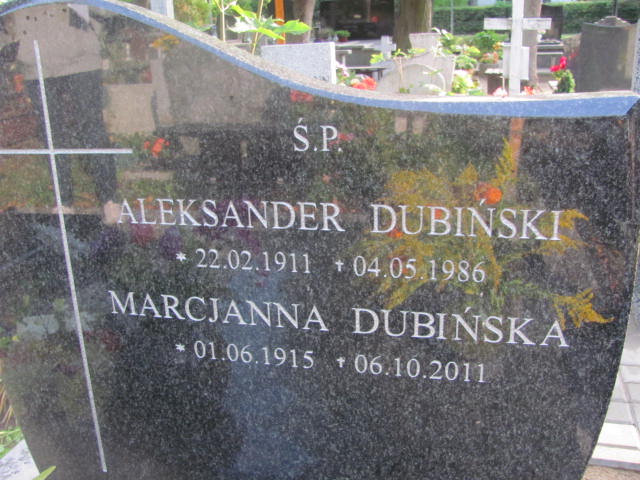 Ś.P.
ALEKSANDER DUBIŃSKI
* 22.02.1911 ✝ 04.05.1986
MARCJANNA DUBIŃSKA
* 01.06.1915 ✝ 06.10.2011